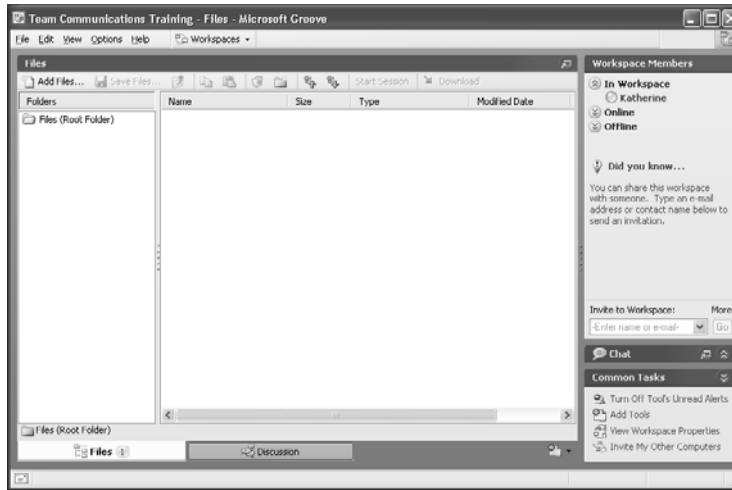 Team Communications Training - Files - Microsoft Groove
File Edit View Options Help Workspaces
Files
Add Files... Save Files... Start Session Download
Folders Name Size Type Modified Date
Files (Root Folder)
Files (Root Folder)
Files 1 Discussion
Workspace Members
In Workspace
Katherine
Online
Offline
Did you know...
You can share this workspace
with someone. Type an e-mail
address or contact name below to
send an invitation.
Invite to Workspace: More
-Enter name or e-mail- Go
Chat
Common Tasks
Turn Off Tool's Unread Alerts
Add Tools
View Workspace Properties
Invite My Other Computers